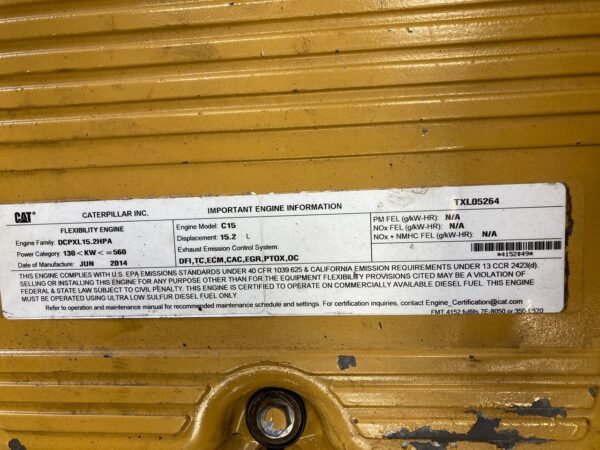 CAT® CATERPILLAR INC. IMPORTANT ENGINE INFORMATION TXL05264
FLEXIBILITY ENGINE
Engine Family: DCPXL15.2HPA
Power Category: 130 < KW < = 560
Date of Manufacture: JUN 2014
Engine Model: C15
Displacement: 15.2 L
Exhaust Emission Control System:
DFI,TC,ECM,CAC,EGR,PTOX,OC
PM FEL (g/kW-HR): N/A
NOx FEL (g/kW-HR): N/A
NOx + NMHC FEL (g/kW-HR): N/A
*4152849*
THIS ENGINE COMPLIES WITH U.S. EPA EMISSIONS STANDARDS UNDER 40 CFR 1039.625 & CALIFORNIA EMISSION REQUIREMENTS UNDER 13 CCR 2423(d).
SELLING OR INSTALLING THIS ENGINE FOR ANY PURPOSE OTHER THAN FOR THE EQUIPMENT FLEXIBILITY PROVISIONS CITED MAY BE A VIOLATION OF
FEDERAL & STATE LAW SUBJECT TO CIVIL PENALTY. THIS ENGINE IS CERTIFIED TO OPERATE ON COMMERCIALLY AVAILABLE DIESEL FUEL. THIS ENGINE
MUST BE OPERATED USING ULTRA LOW SULFUR DIESEL FUEL ONLY.
Refer to operation and maintenance manual for recommended maintenance schedule and settings. For certification inquiries, contact Engine_Certification@cat.com
FMT 4152 fulfills 7E-8050 or